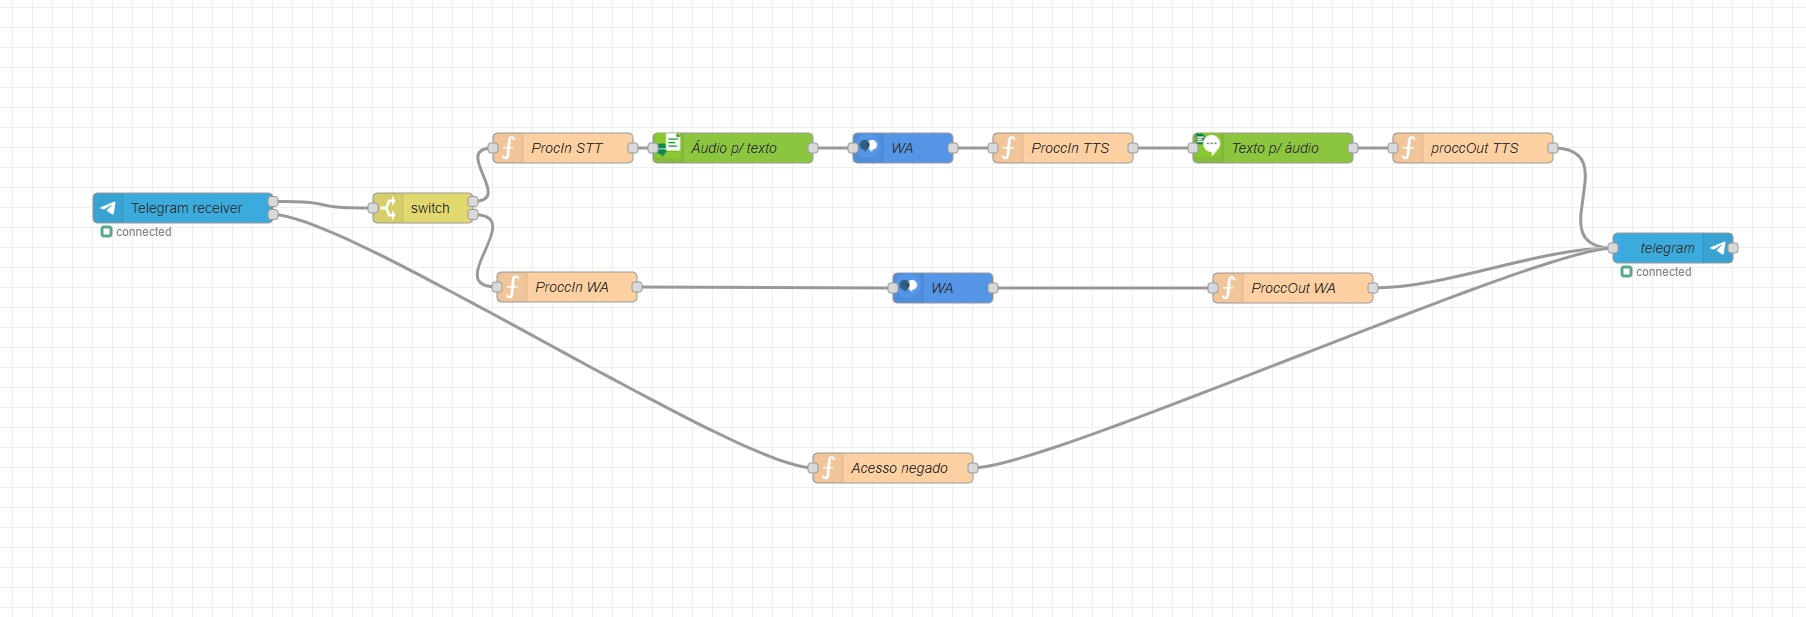 ProcIn STT
Áudio p/ texto
WA
ProccIn TTS
Texto p/ áudio
proccOut TTS
Telegram receiver
connected
switch
telegram
connected
ProccIn WA
WA
ProccOut WA
Acesso negado